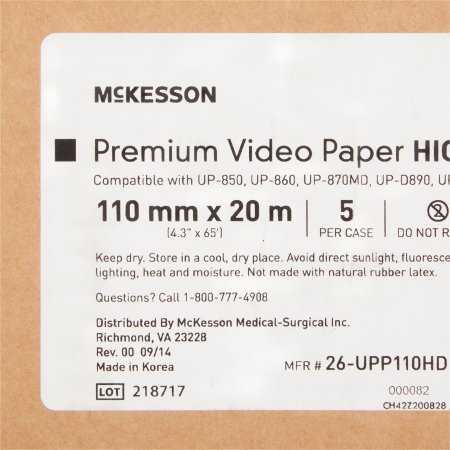 McKESSON
Premium Video Paper
Compatible with UP-850, UP-860, UP-870MD, UP-D890,
110 mm x 20 m
(4.3" x 65')
5
PER CASE
DO NOT
Keep dry. Store in a cool, dry place. Avoid direct sunlight,
lighting, heat and moisture. Not made with natural rubber latex.
Questions? Call 1-800-777-4908
Distributed By McKesson Medical-Surgical Inc.
Richmond, VA 23228
Rev. 00 09/14
Made in Korea
MFR # 26-UPP110HD
LOT 218717
000082
CH42Z200828